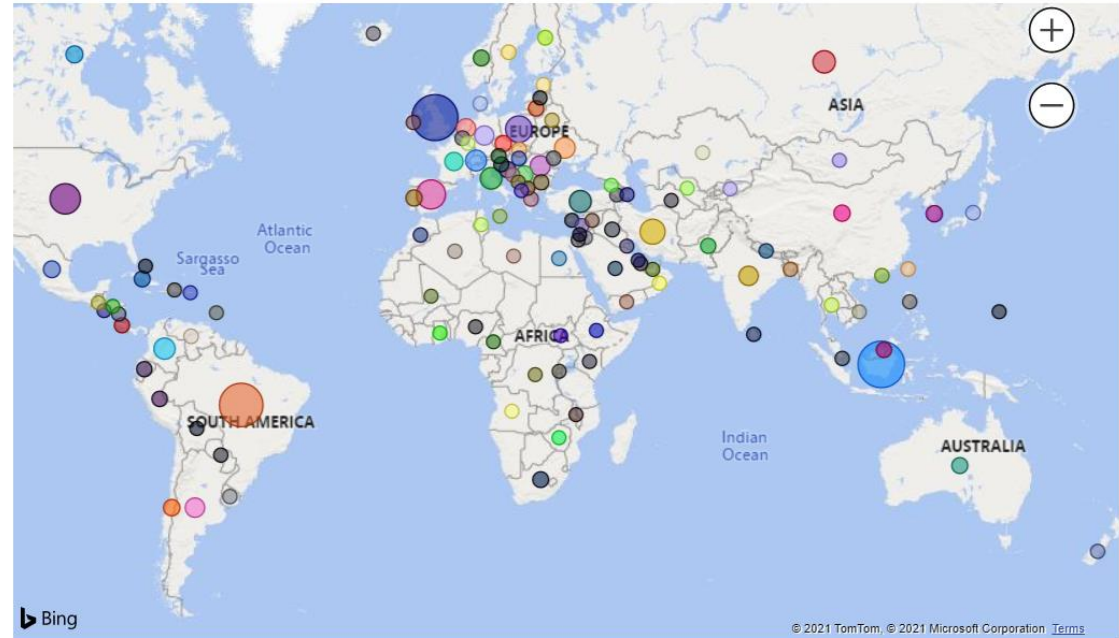 +
ASIA
−
EUROPE
Atlantic
Ocean
Sargasso
Sea
AFRICA
SOUTH AMERICA
Indian
Ocean
AUSTRALIA
Bing
© 2021 TomTom, © 2021 Microsoft Corporation Terms